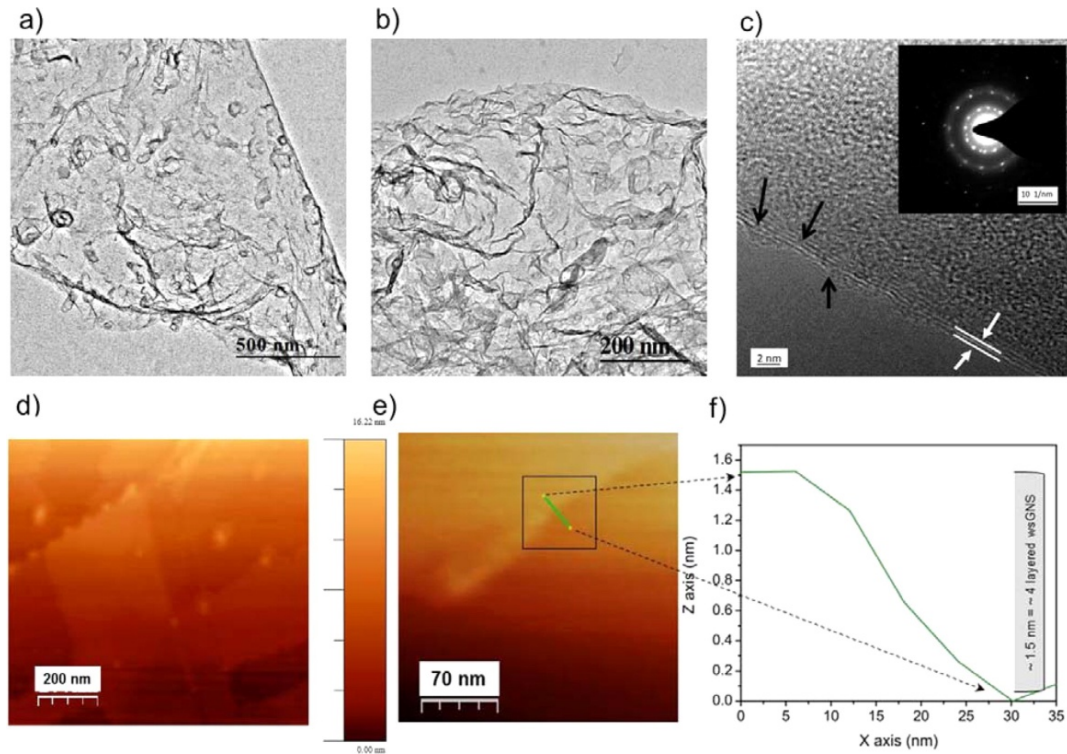 a)
b)
c)
500 nm
200 nm
10 1/nm
2 nm
d)
e)
f)
16.22 nm
0.00 nm
200 nm
70 nm
Z axis (nm)
1.6
1.4
1.2
1.0
0.8
0.6
0.4
0.2
0.0
~ 1.5 nm = ~ 4 layered wsGNS
0 5 10 15 20 25 30 35
X axis (nm)